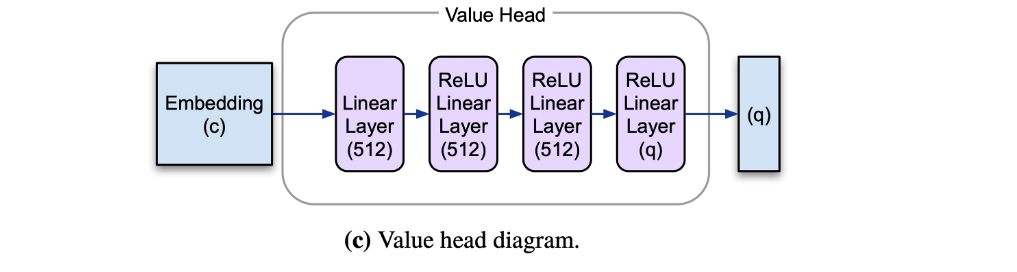 Value Head
Embedding
(c)
Linear
Layer
(512)
ReLU
Linear
Layer
(512)
ReLU
Linear
Layer
(512)
ReLU
Linear
Layer
(q)
(q)
(c) Value head diagram.